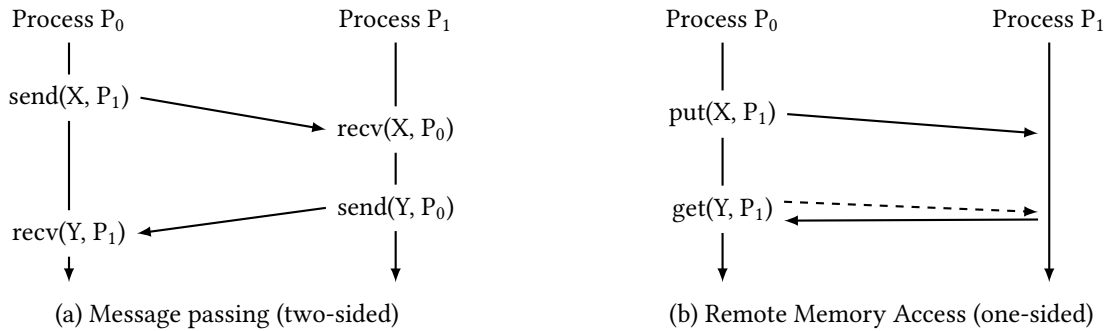 Process P₀
Process P₁
send(X, P₁)
recv(X, P₀)
send(Y, P₀)
recv(Y, P₁)
(a) Message passing (two-sided)
Process P₀
Process P₁
put(X, P₁)
get(Y, P₁)
(b) Remote Memory Access (one-sided)